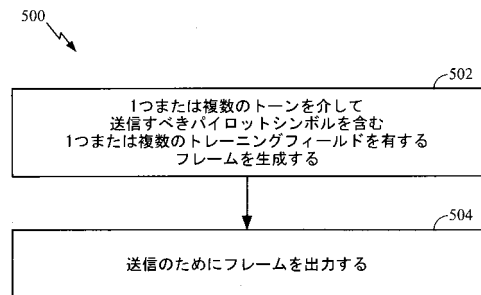 500
502
1つまたは複数のトーンを介して
送信すべきパイロットシンボルを含む
1つまたは複数のトレーニングフィールドを有する
フレームを生成する
504
送信のためにフレームを出力する